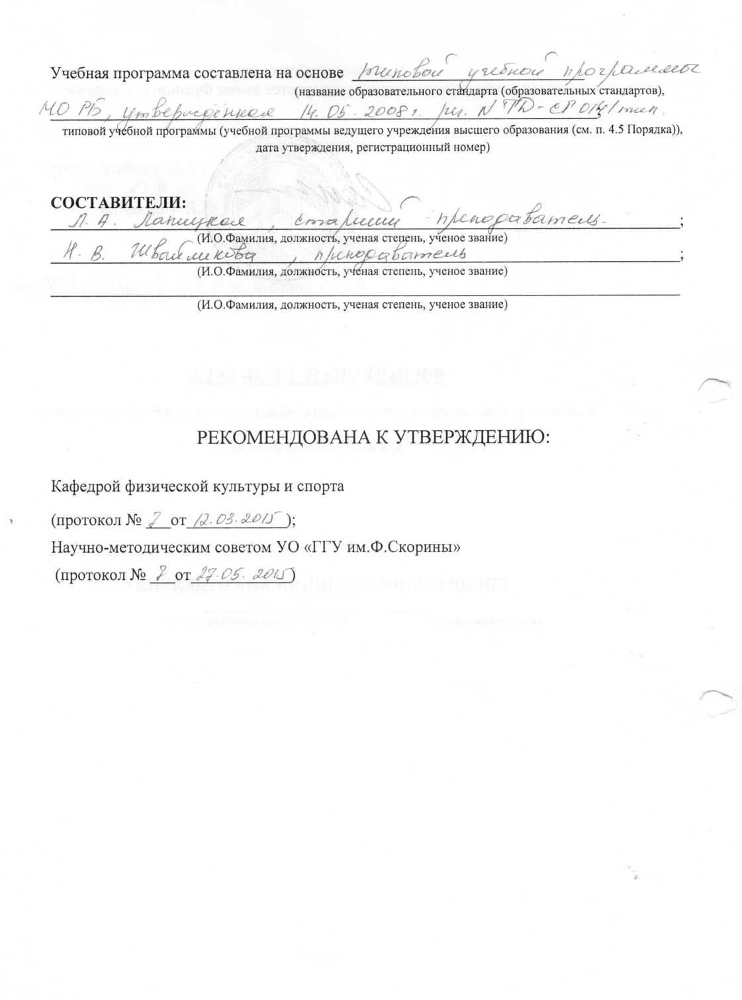 Учебная программа составлена на основе типовой учебной программы
(название образовательного стандарта (образовательных стандартов),
МО РБ, утверждённая 14.05.2008г. рег. N ТД-СГ 014/тип.
типовой учебной программы (учебной программы ведущего учреждения высшего образования (см. п. 4.5 Порядка)),
дата утверждения, регистрационный номер)
СОСТАВИТЕЛИ:
Л.А. Лапицкая, старший преподаватель ;
(И.О.Фамилия, должность, ученая степень, ученое звание)
Н.В. Швайликова, преподаватель ;
(И.О.Фамилия, должность, ученая степень, ученое звание)
(И.О.Фамилия, должность, ученая степень, ученое звание)
РЕКОМЕНДОВАНА К УТВЕРЖДЕНИЮ:
Кафедрой физической культуры и спорта
(протокол № 7 от 12.03.2015);
Научно-методическим советом УО «ГГУ им.Ф.Скорины»
(протокол № 7 от 27.05.2015)